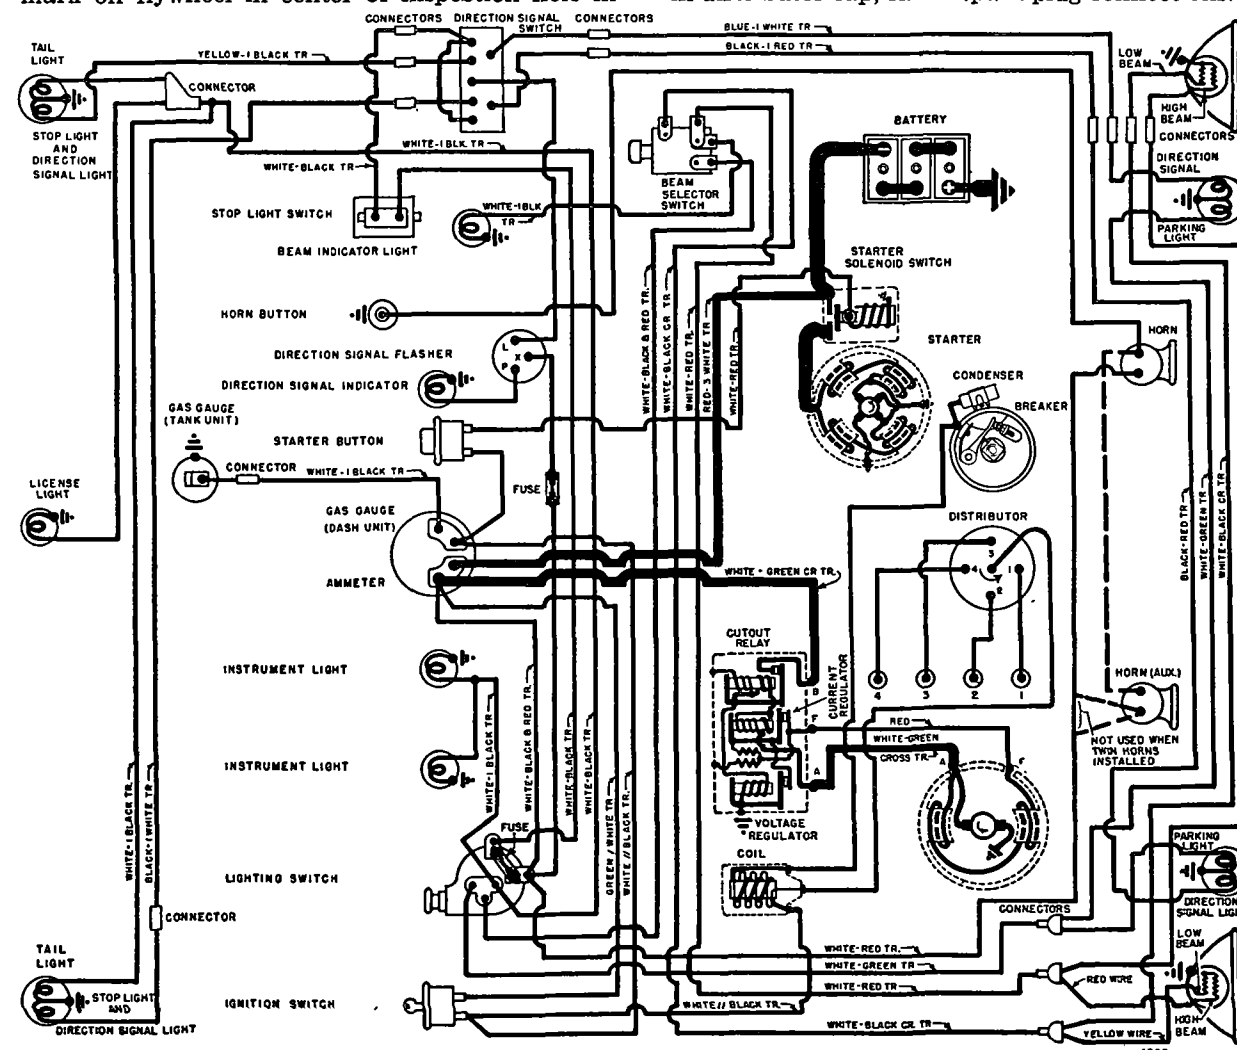 CONNECTORS
DIRECTION SIGNAL
SWITCH
CONNECTORS
TAIL
LIGHT
YELLOW-1 BLACK TR
BLUE-1 WHITE TR
BLACK-1 RED TR
LOW
BEAM
CONNECTOR
HIGH
BEAM
CONNECTORS
STOP LIGHT
AND
DIRECTION
SIGNAL LIGHT
WHITE-1 BLK TR
WHITE-BLACK TR
BATTERY
DIRECTION
SIGNAL
BEAM
SELECTOR
SWITCH
STOP LIGHT SWITCH
WHITE-1 BLK
TR
PARKING
LIGHT
BEAM INDICATOR LIGHT
STARTER
SOLENOID SWITCH
HORN BUTTON
WHITE-BLACK & RED TR.
WHITE-BLACK CR TR
WHITE-RED TR.
RED-3 WHITE TR
WHITE-RED TR.
HORN
DIRECTION SIGNAL FLASHER
L
X
P
STARTER
DIRECTION SIGNAL INDICATOR
CONDENSER
BREAKER
GAS GAUGE
(TANK UNIT)
STARTER BUTTON
CONNECTOR
WHITE-1 BLACK TR
FUSE
LICENSE
LIGHT
GAS GAUGE
(DASH UNIT)
DISTRIBUTOR
BLACK-RED TR.
WHITE-GREEN TR.
WHITE-BLACK CR TR.
3
4
1
2
AMMETER
WHITE-GREEN CR TR.
CUTOUT
RELAY
CURRENT
REGULATOR
INSTRUMENT LIGHT
B
F
A
4
3
2
1
HORN (AUX.)
RED
WHITE-GREEN
CROSS TR.
A
F
NOT USED WHEN
TWIN HORNS
INSTALLED
INSTRUMENT LIGHT
WHITE-1 BLACK TR
WHITE-BLACK & RED TR.
WHITE-BLACK TR.
WHITE-BLACK TR.
WHITE-1 BLACK TR.
BLACK-1 WHITE TR
GREEN / WHITE TR
WHITE // BLACK TR.
VOLTAGE
REGULATOR
FUSE
COIL
PARKING
LIGHT
LIGHTING SWITCH
CONNECTORS
DIRECTION
CONNECTOR
LOW
BEAM
TAIL
LIGHT
WHITE-RED TR.
WHITE-GREEN TR
WHITE-RED TR
RED WIRE
IGNITION SWITCH
WHITE // BLACK TR.
STOP LIGHT
AND
DIRECTION SIGNAL LIGHT
WHITE-BLACK CR. TR
YELLOW WIRE
HIGH
BEAM